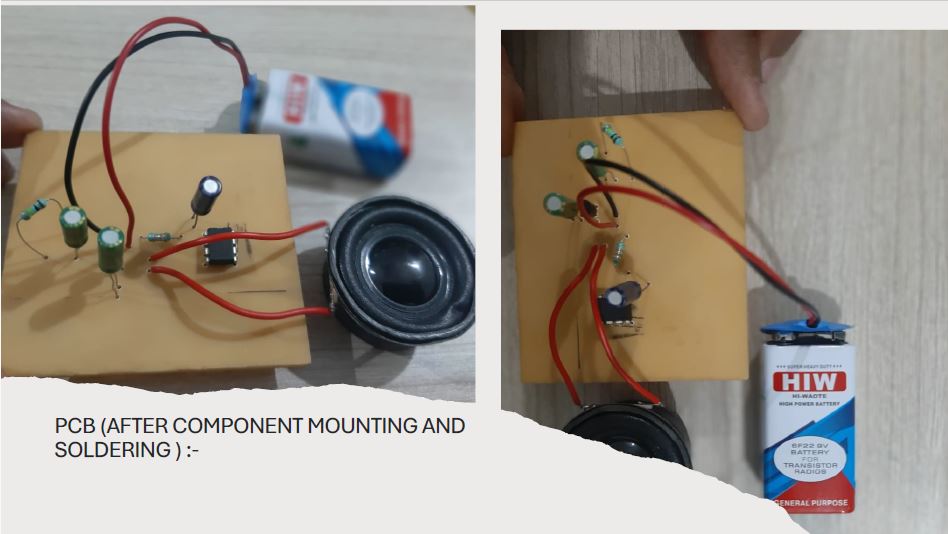 PCB (AFTER COMPONENT MOUNTING AND
SOLDERING ) :-
HIW
*** SUPER HEAVY DUTY ***
HIW
HI-WAOTE
HIGH POWER BATTERY
6F22 9V
BATTERY
FOR
TRANSISTOR
RADIOS
GENERAL PURPOSE